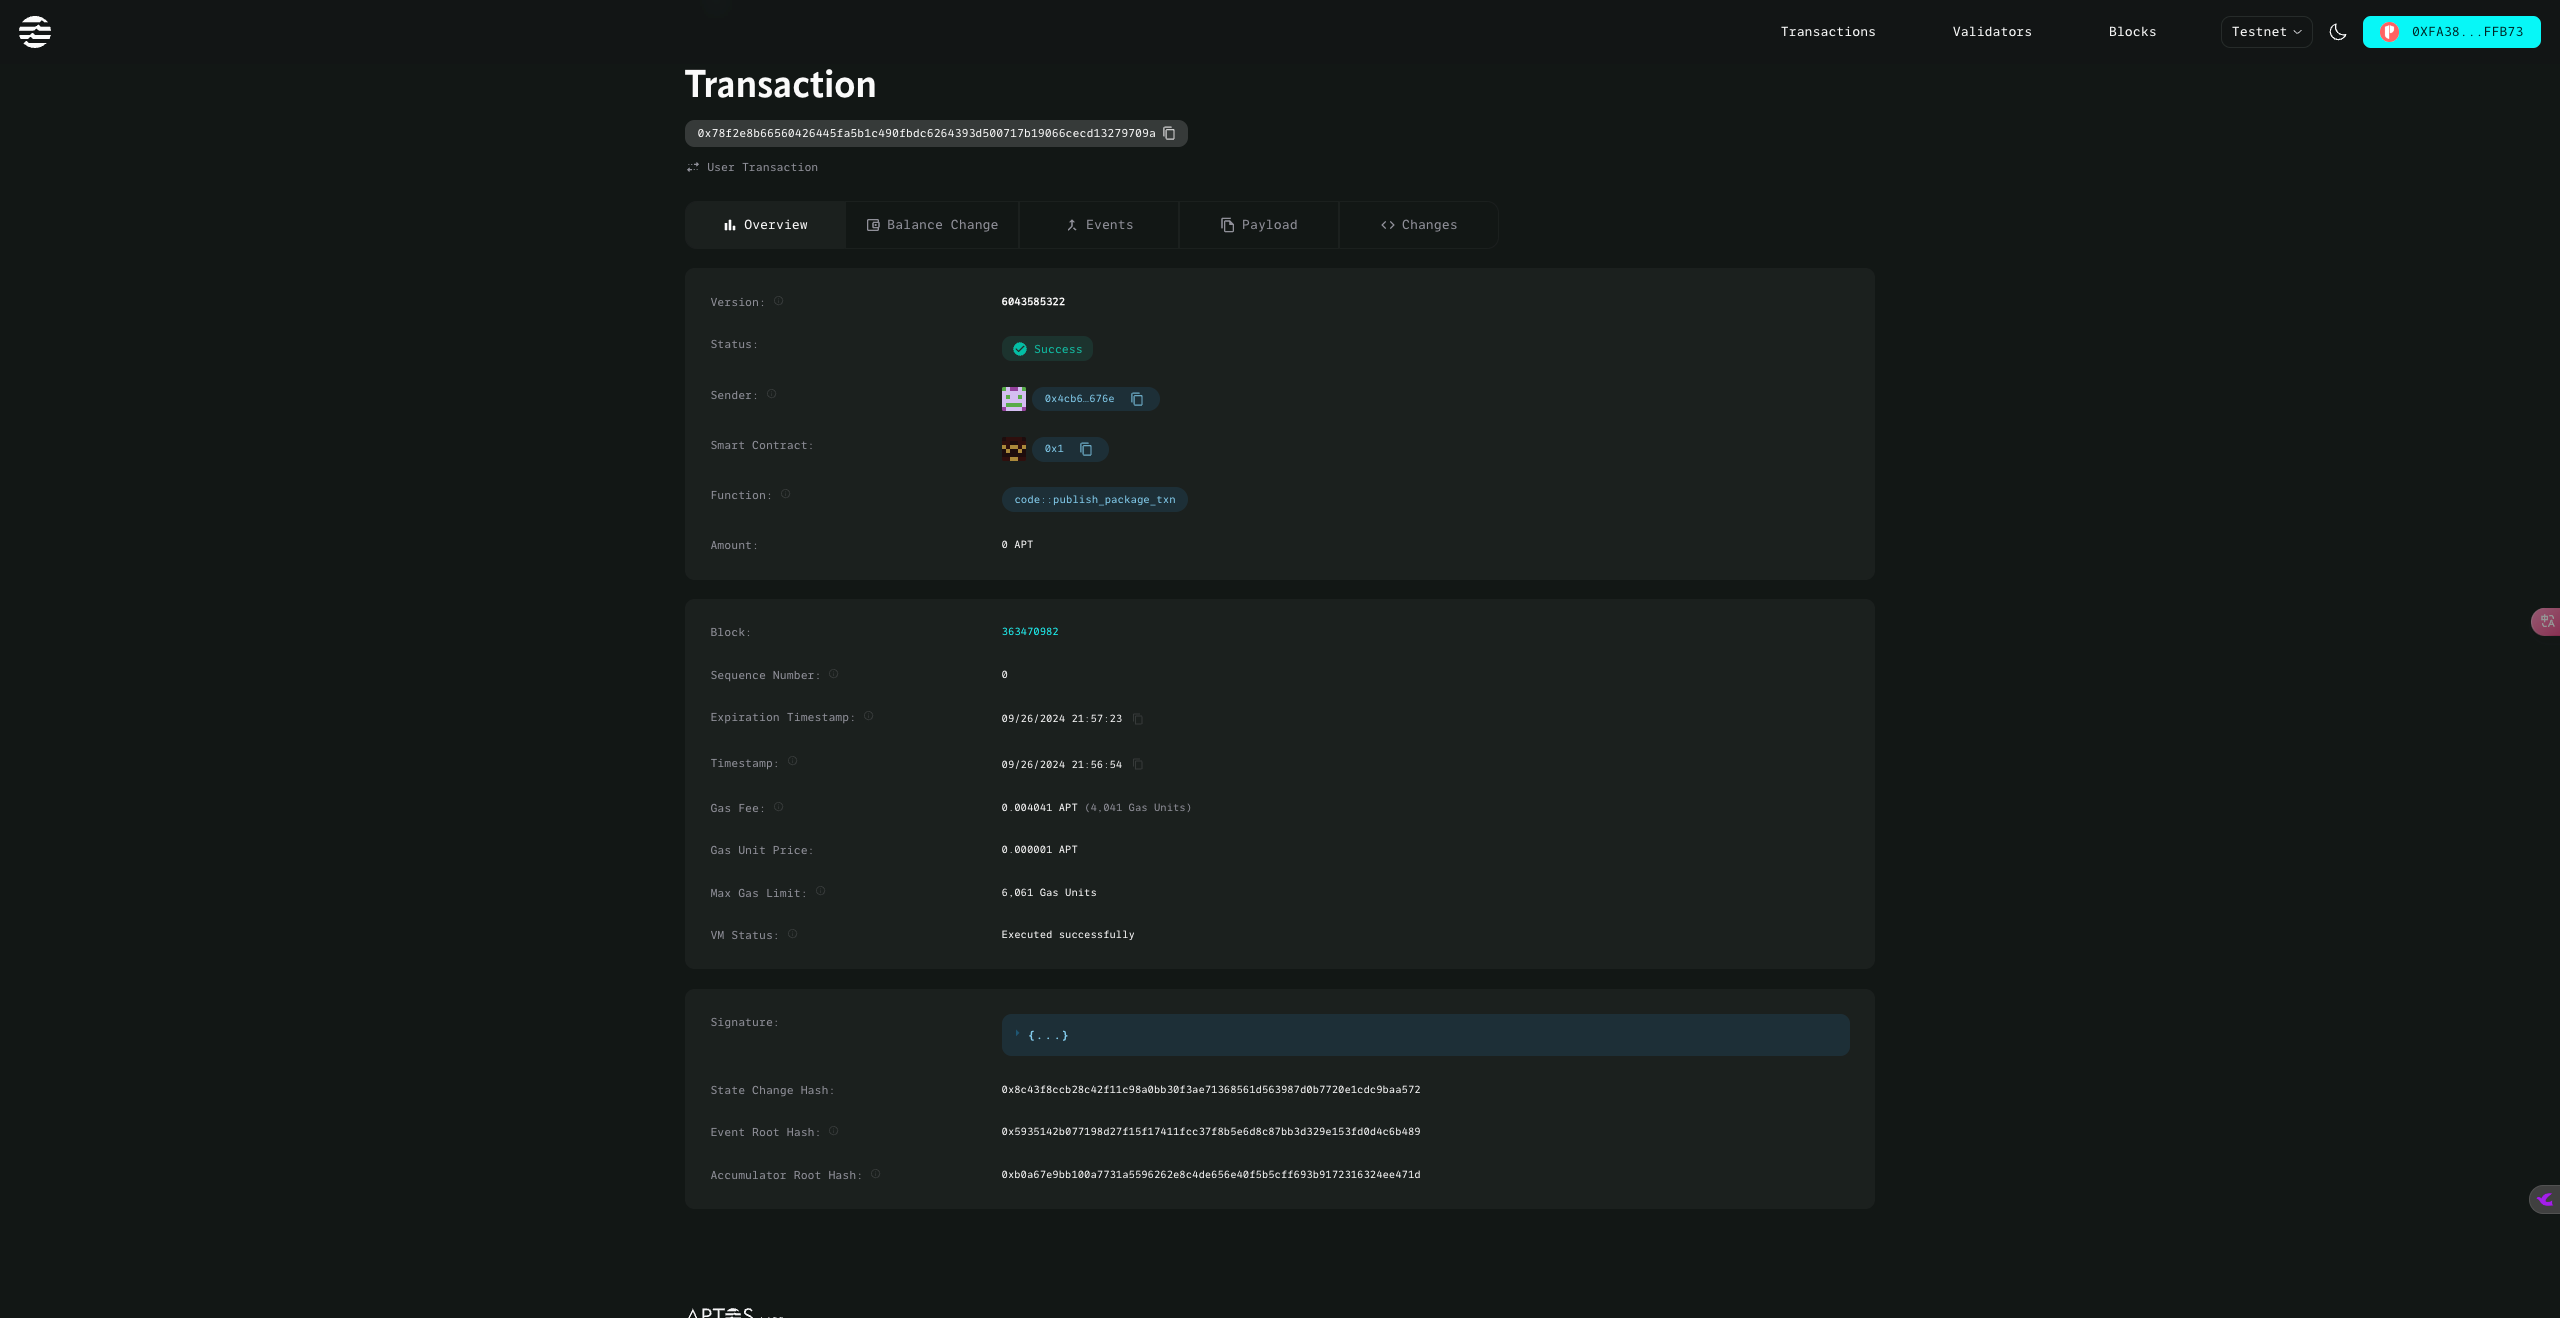 Transactions Validators Blocks Testnet 0XFA38...FFB73
Transaction
0x78f2e8b66560426445fa5b1c490fbdc6264393d500717b19066cecd13279709a
User Transaction
Overview Balance Change Events Payload Changes
Version: 6043585322
Status: Success
Sender: 0x4cb6…676e
Smart Contract: 0x1
Function: code::publish_package_txn
Amount: 0 APT
Block: 363470982
Sequence Number: 0
Expiration Timestamp: 09/26/2024 21:57:23
Timestamp: 09/26/2024 21:56:54
Gas Fee: 0.004041 APT (4,041 Gas Units)
Gas Unit Price: 0.000001 APT
Max Gas Limit: 6,061 Gas Units
VM Status: Executed successfully
Signature: {...}
State Change Hash: 0x8c43f8ccb28c42f11c98a0bb30f3ae71368561d563987d0b7720e1cdc9baa572
Event Root Hash: 0x5935142b077198d27f15f17411fcc37f8b5e6d8c87bb3d329e153fd0d4c6b489
Accumulator Root Hash: 0xb0a67e9bb100a7731a5596262e8c4de656e40f5b5cff693b9172316324ee471d
APTOS